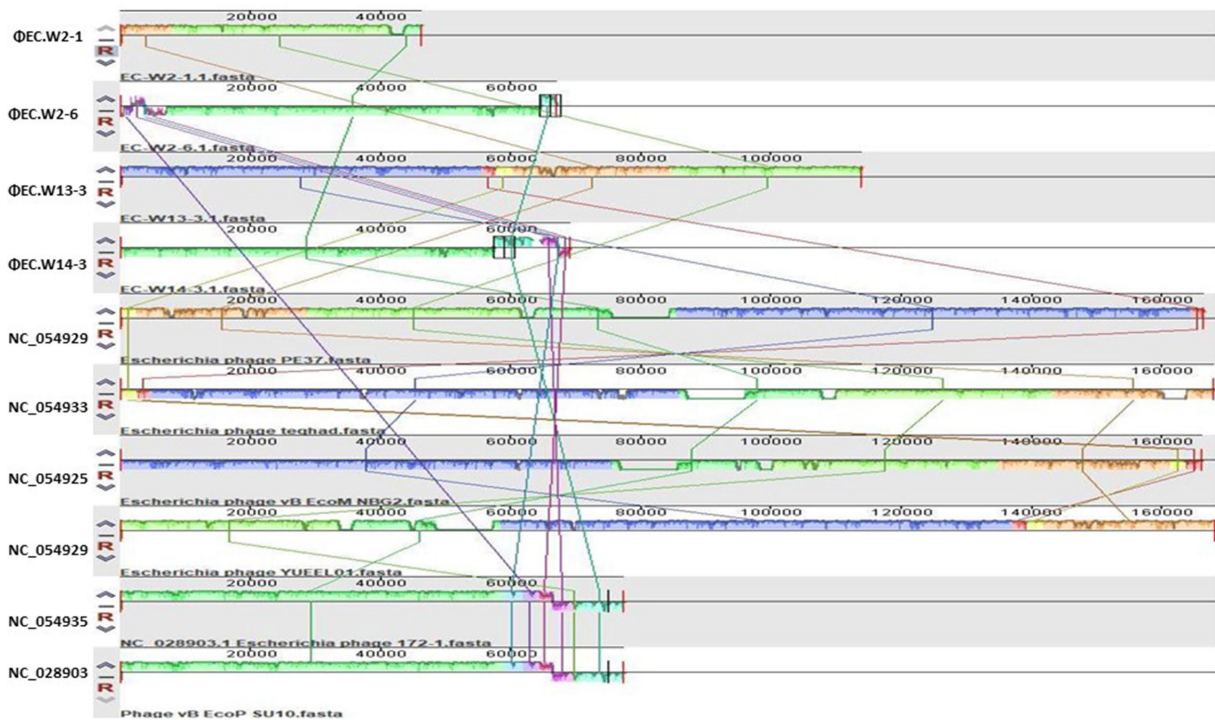 20000 40000
ΦEC.W2-1
R
EC-W2-1.1.fasta
20000 40000 60000
ΦEC.W2-6
R
EC-W2-6.1.fasta
20000 40000 60000 80000 100000
ΦEC.W13-3
R
EC-W13-3.1.fasta
20000 40000 60000
ΦEC.W14-3
R
EC-W14-3.1.fasta
20000 40000 60000 80000 100000 120000 140000 160000
NC_054929
R
Escherichia phage PE37.fasta
20000 40000 60000 80000 100000 120000 140000 160000
NC_054933
R
Escherichia phage teqhad.fasta
20000 40000 60000 80000 100000 120000 140000 160000
NC_054925
R
Escherichia phage vB EcoM NBG2.fasta
20000 40000 60000 80000 100000 120000 140000 160000
NC_054929
R
Escherichia phage YUEEL01.fasta
20000 40000 60000
NC_054935
R
NC_028903.1 Escherichia phage 172-1.fasta
20000 40000 60000
NC_028903
R
Phage vB EcoP SU10.fasta